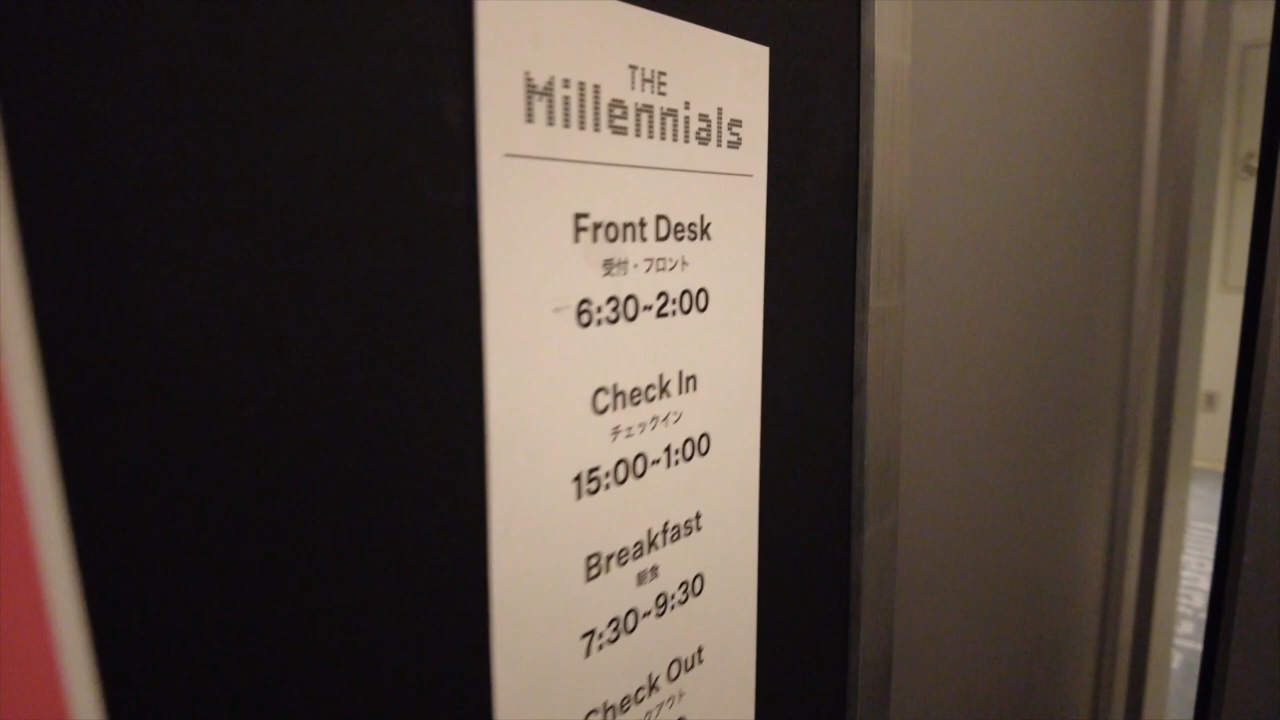 THE
Millennials
Front Desk
受付・フロント
6:30~2:00
Check In
チェックイン
15:00~1:00
Breakfast
朝食
7:30~9:30
Check Out